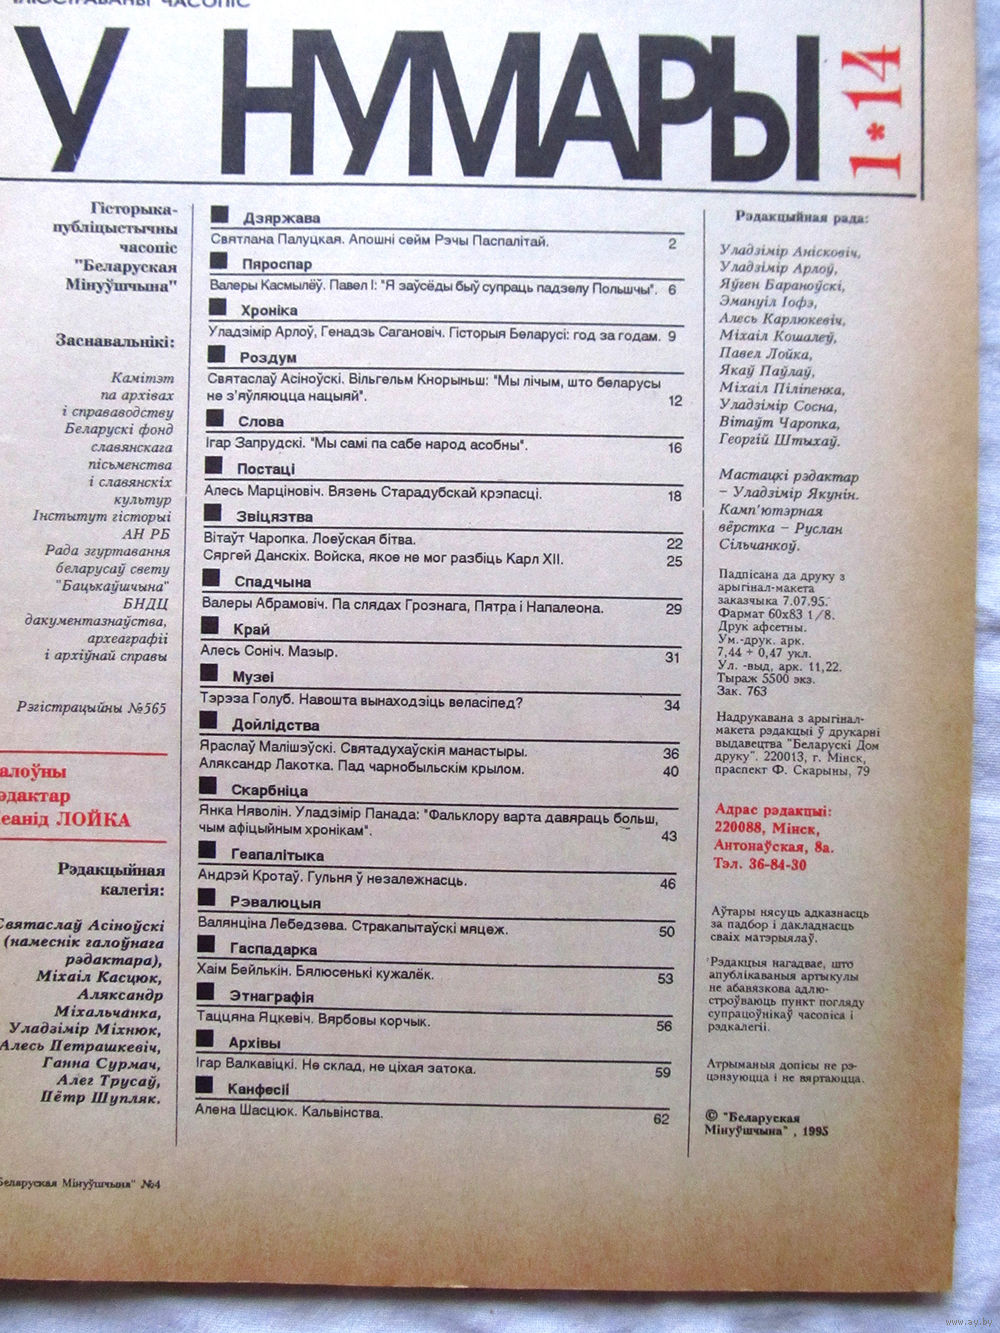 ІЛЮСТРАВАНЫ ЧАСОПІС
У НУМАРЫ
1*14
Гісторыка-
публіцыстычны
часопіс
"Беларуская
Мінуўшчына"
Заснавальнікі:
Камітэт
па архівах
і справаводству
Беларускі фонд
славянскага
пісьменства
і славянскіх
культур
Інстытут гісторыі
АН РБ
Рада згуртавання
беларусаў свету
"Бацькаўшчына"
БНДЦ
дакументазнаўства,
археаграфіі
і архіўнай справы
Рэгістрацыйны №565
алоўны
эдактар
еанід ЛОЙКА
Рэдакцыйная
калегія:
Святаслаў Асіноўскі
(намеснік галоўнага
рэдактара),
Міхаіл Касцюк,
Аляксандр
Міхальчанка,
Уладзімір Міхнюк,
Алесь Петрашкевіч,
Ганна Сурмач,
Алег Трусаў,
Пётр Шупляк.
Беларуская Мінуўшчына" №4
Дзяржава
Святлана Палуцкая. Апошні сейм Рэчы Паспалітай. 2
Пяроспар
Валеры Касмылёў. Павел І: "Я заўсёды быў супраць падзелу Польшчы". 6
Хроніка
Уладзімір Арлоў, Генадзь Сагановіч. Гісторыя Беларусі: год за годам. 9
Роздум
Святаслаў Асіноўскі. Вільгельм Кнорыньш: "Мы лічым, што беларусы
не з'яўляюцца нацыяй". 12
Слова
Ігар Запрудскі. "Мы самі па сабе народ асобны". 16
Постаці
Алесь Марціновіч. Вязень Старадубскай крэпасці. 18
Звіцязтва
Вітаўт Чаропка. Лоеўская бітва. 22
Сяргей Данскіх. Войска, якое не мог разбіць Карл XII. 25
Спадчына
Валеры Абрамовіч. Па слядах Грознага, Пятра і Напалеона. 29
Край
Алесь Соніч. Мазыр. 31
Музеі
Тэрэза Голуб. Навошта вынаходзіць веласіпед? 34
Дойлідства
Яраслаў Малішэўскі. Святадухаўскія манастыры. 36
Аляксандр Лакотка. Пад чарнобыльскім крылом. 40
Скарбніца
Янка Няволін. Уладзімір Панада: "Фальклору варта давяраць больш,
чым афіцыйным хронікам". 43
Геапалітыка
Андрэй Кротаў. Гульня ў незалежнасць. 46
Рэвалюцыя
Валянціна Лебедзева. Стракапытаўскі мяцеж. 50
Гаспадарка
Хаім Бейлькін. Бялюсенькі кужалёк. 53
Этнаграфія
Таццяна Яцкевіч. Вярбовы корчык. 56
Архівы
Ігар Валкавіцкі. Не склад, не ціхая затока. 59
Канфесіі
Алена Шасцюк. Кальвінства. 62
Рэдакцыйная рада:
Уладзімір Анісковіч,
Уладзімір Арлоў,
Яўген Бараноўскі,
Эмануіл Іофэ,
Алесь Карлюкевіч,
Міхаіл Кошалеў,
Павел Лойка,
Якаў Паўлаў,
Міхаіл Піліпенка,
Уладзімір Сосна,
Вітаўт Чаропка,
Георгій Штыхаў.
Мастацкі рэдактар
– Уладзімір Якунін.
Камп'ютэрная
вёрстка – Руслан
Сільчанкоў.
Падпісана да друку з
арыгінал-макета
заказчыка 7.07.95.
Фармат 60x83 1/8.
Друк афсетны.
Ум.-друк. арк.
7,44 + 0,47 укл.
Ул. -выд. арк. 11,22.
Тыраж 5500 экз.
Зак. 763
Надрукавана з арыгінал-
макета рэдакцыі ў друкарні
выдавецтва "Беларускі Дом
друку". 220013, г. Мінск,
праспект Ф. Скарыны, 79
Адрас рэдакцыі:
220088, Мінск,
Антонаўская, 8а.
Тэл. 36-84-30
Аўтары нясуць адказнасць
за падбор і дакладнасць
сваіх матэрыялаў.
Рэдакцыя нагадвае, што
апублікаваныя артыкулы
не абавязкова адлю-
строўваюць пункт погляду
супрацоўнікаў часопіса і
рэдкалегіі.
Атрыманыя допісы не рэ-
цэнзуюцца і не вяртаюцца.
© "Беларуская
Мінуўшчына" , 1995
www.ay.by